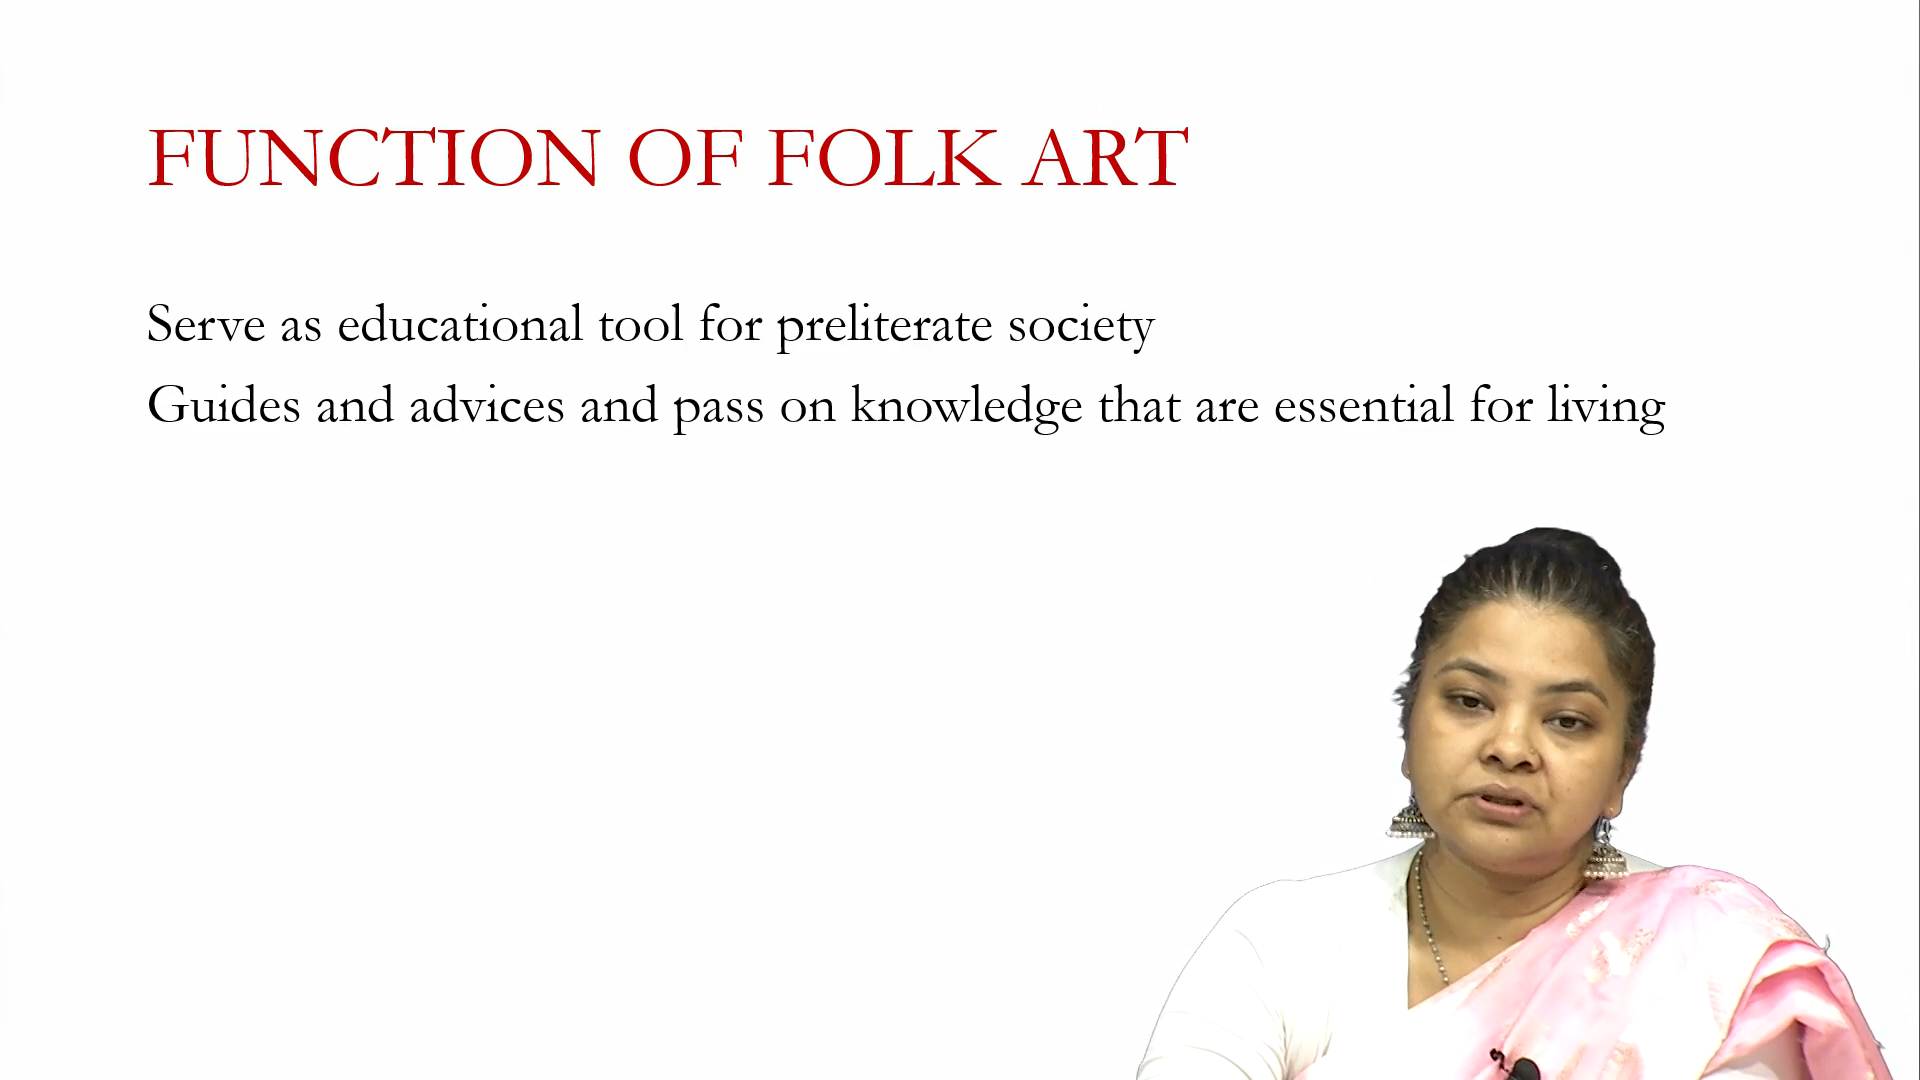 FUNCTION OF FOLK ART
Serve as educational tool for preliterate society
Guides and advices and pass on knowledge that are essential for living